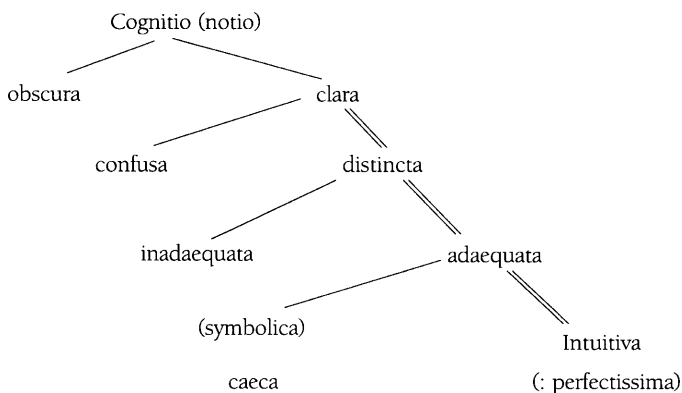 Cognitio (notio)
obscura
clara
confusa
distincta
inadaequata
adaequata
(symbolica)
Intuitiva
caeca
(: perfectissima)